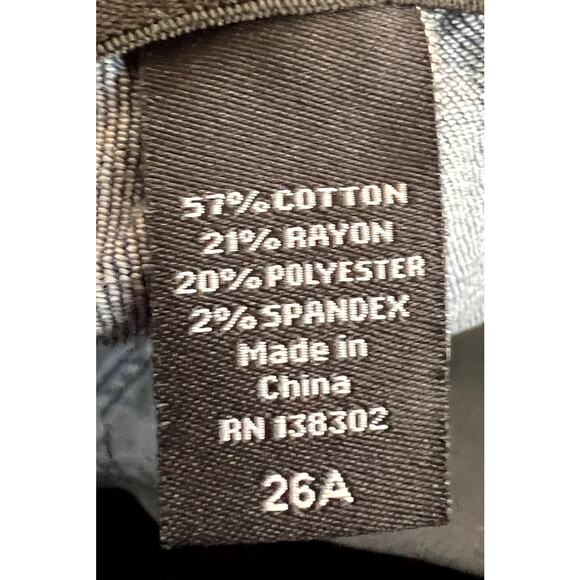 57% COTTON
21% RAYON
20% POLYESTER
2% SPANDEX
Made in
China
RN 138302
26A